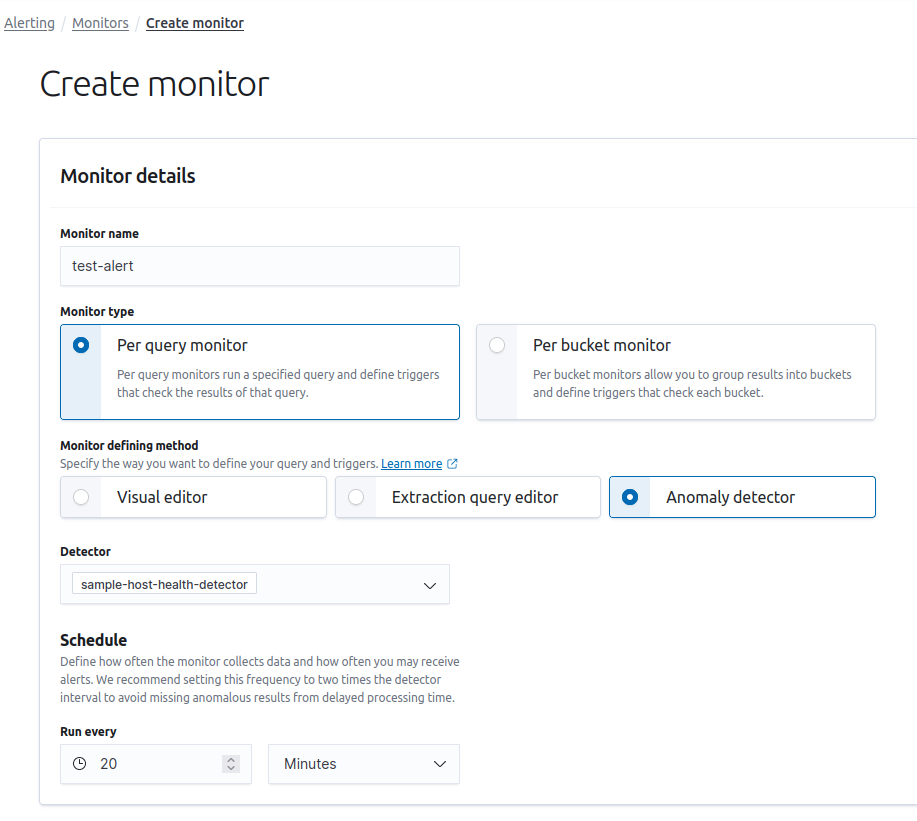 Alerting / Monitors / Create monitor
Create monitor
Monitor details
Monitor name
test-alert
Monitor type
Per query monitor
Per query monitors run a specified query and define triggers
that check the results of that query.
Per bucket monitor
Per bucket monitors allow you to group results into buckets
and define triggers that check each bucket.
Monitor defining method
Specify the way you want to define your query and triggers. Learn more
Visual editor
Extraction query editor
Anomaly detector
Detector
sample-host-health-detector
Schedule
Define how often the monitor collects data and how often you may receive
alerts. We recommend setting this frequency to two times the detector
interval to avoid missing anomalous results from delayed processing time.
Run every
20
Minutes